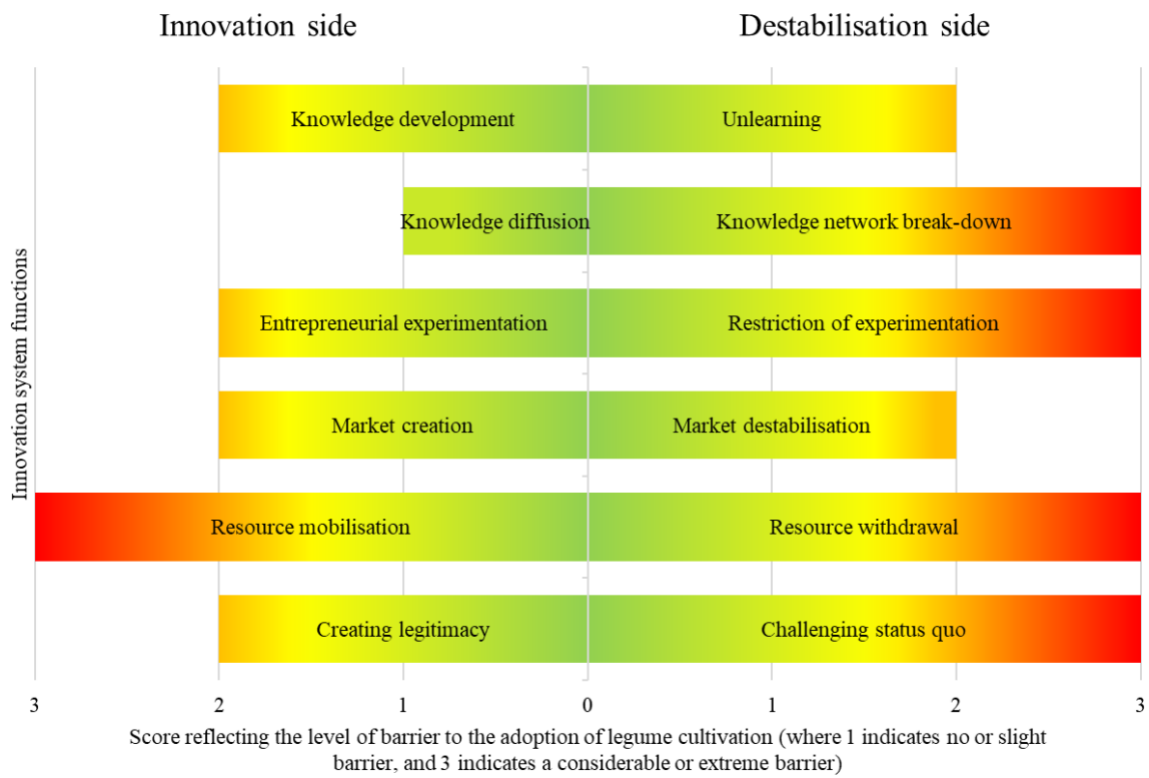 Innovation side
Destabilisation side
Innovation system functions
Knowledge development
Unlearning
Knowledge diffusion
Knowledge network break-down
Entrepreneurial experimentation
Restriction of experimentation
Market creation
Market destabilisation
Resource mobilisation
Resource withdrawal
Creating legitimacy
Challenging status quo
3 2 1 0 1 2 3
Score reflecting the level of barrier to the adoption of legume cultivation (where 1 indicates no or slight
barrier, and 3 indicates a considerable or extreme barrier)